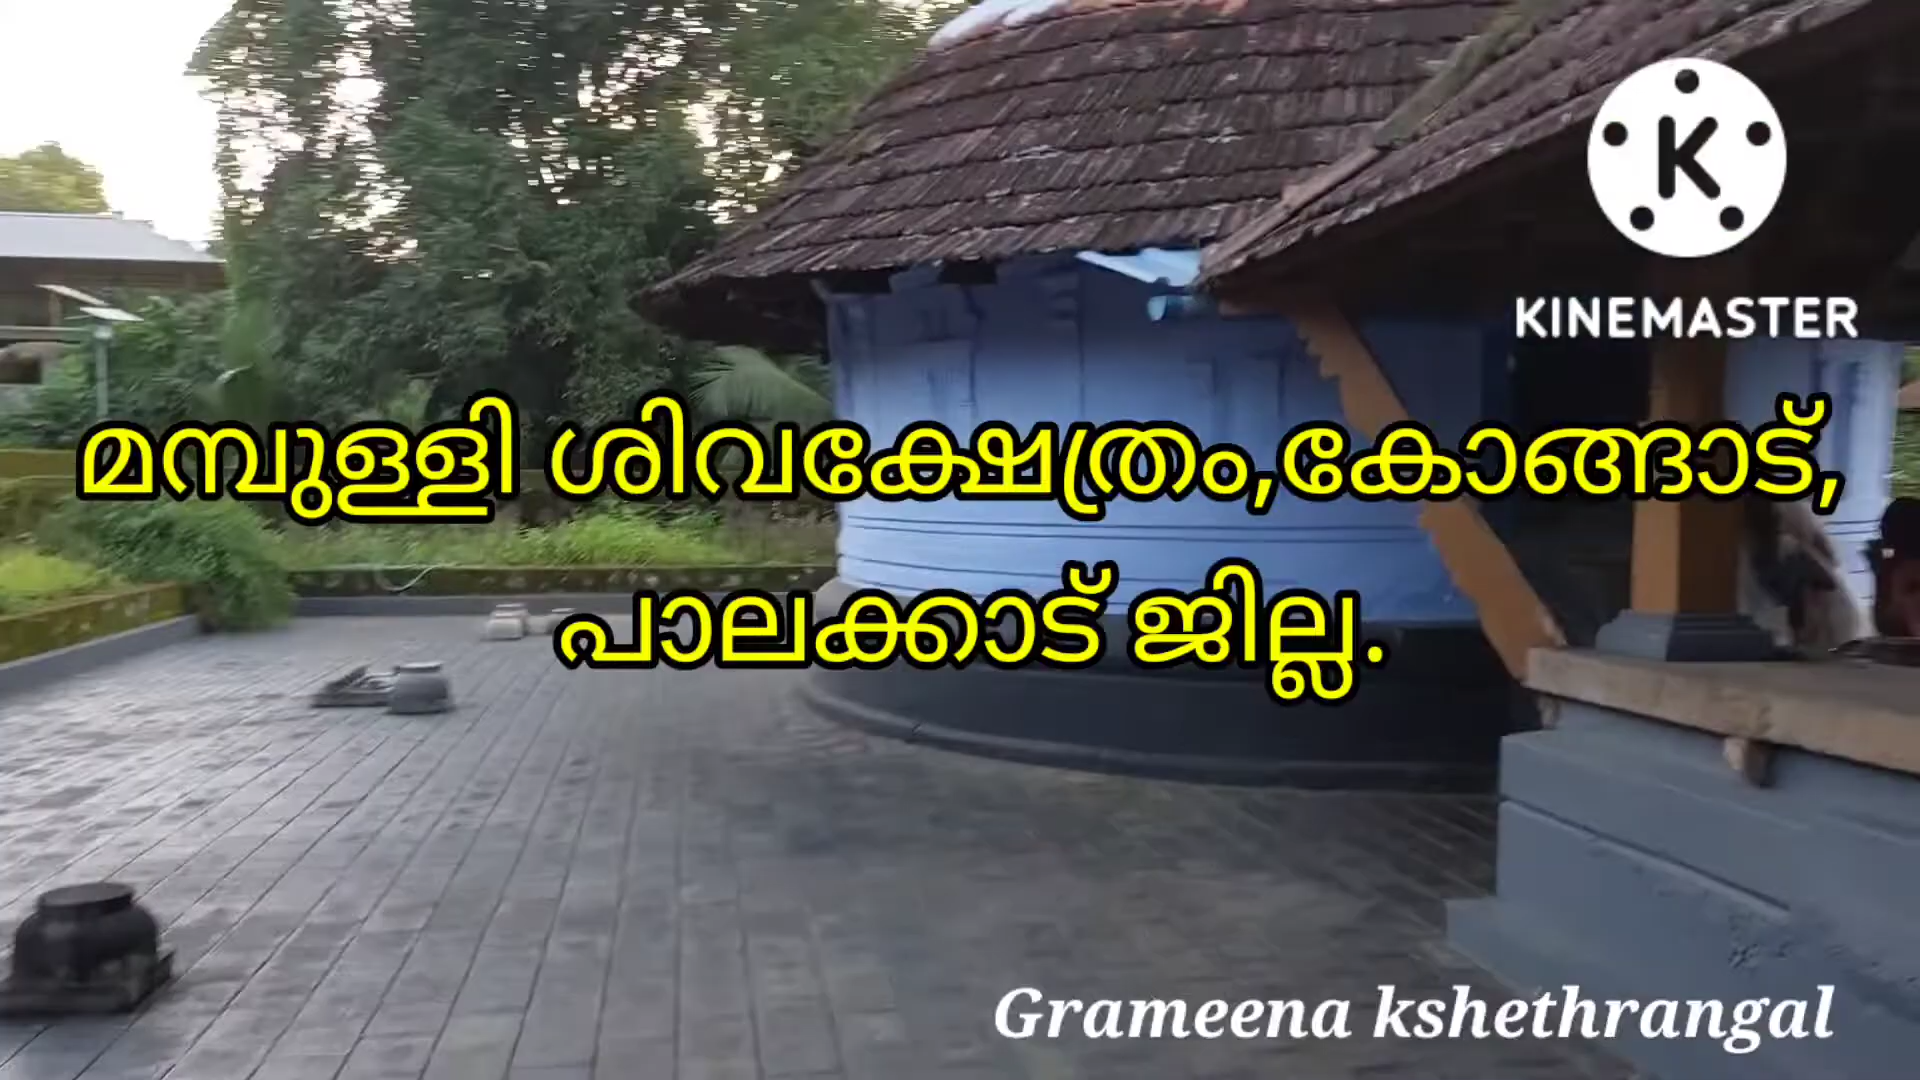 K
KINEMASTER
മമ്പുള്ളി ശിവക്ഷേത്രം,കോങ്ങാട്,
പാലക്കാട് ജില്ല.
Grameena kshethrangal